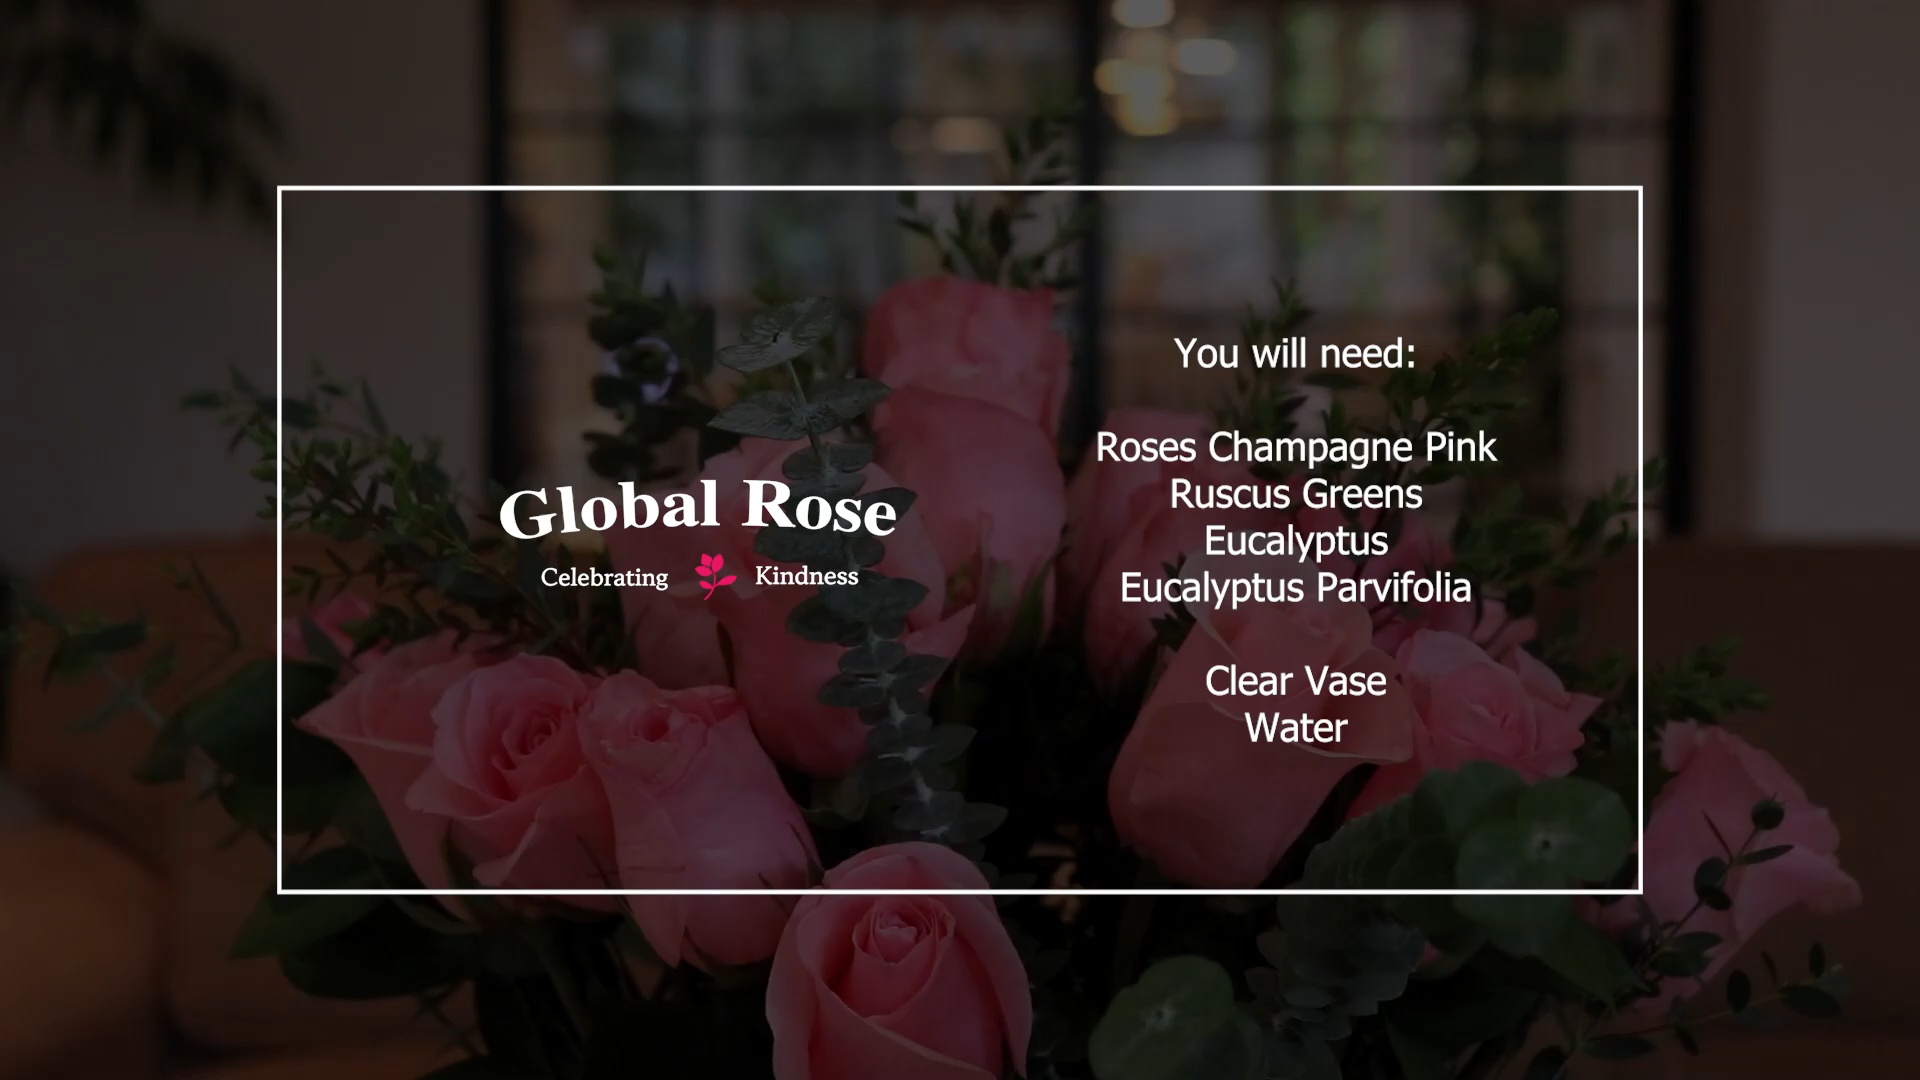 Global Rose
Celebrating Kindness
You will need:
Roses Champagne Pink
Ruscus Greens
Eucalyptus
Eucalyptus Parvifolia
Clear Vase
Water